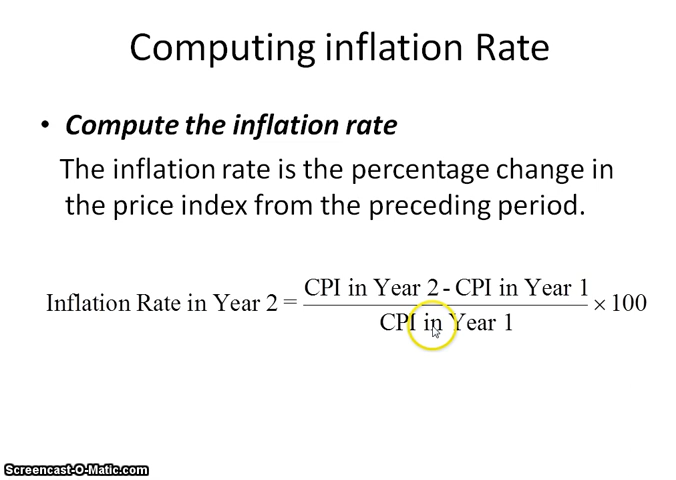 Computing inflation Rate
• Compute the inflation rate
The inflation rate is the percentage change in
the price index from the preceding period.
Inflation Rate in Year 2 = CPI in Year 2 - CPI in Year 1 × 100
CPI in Year 1
Screencast-O-Matic.com